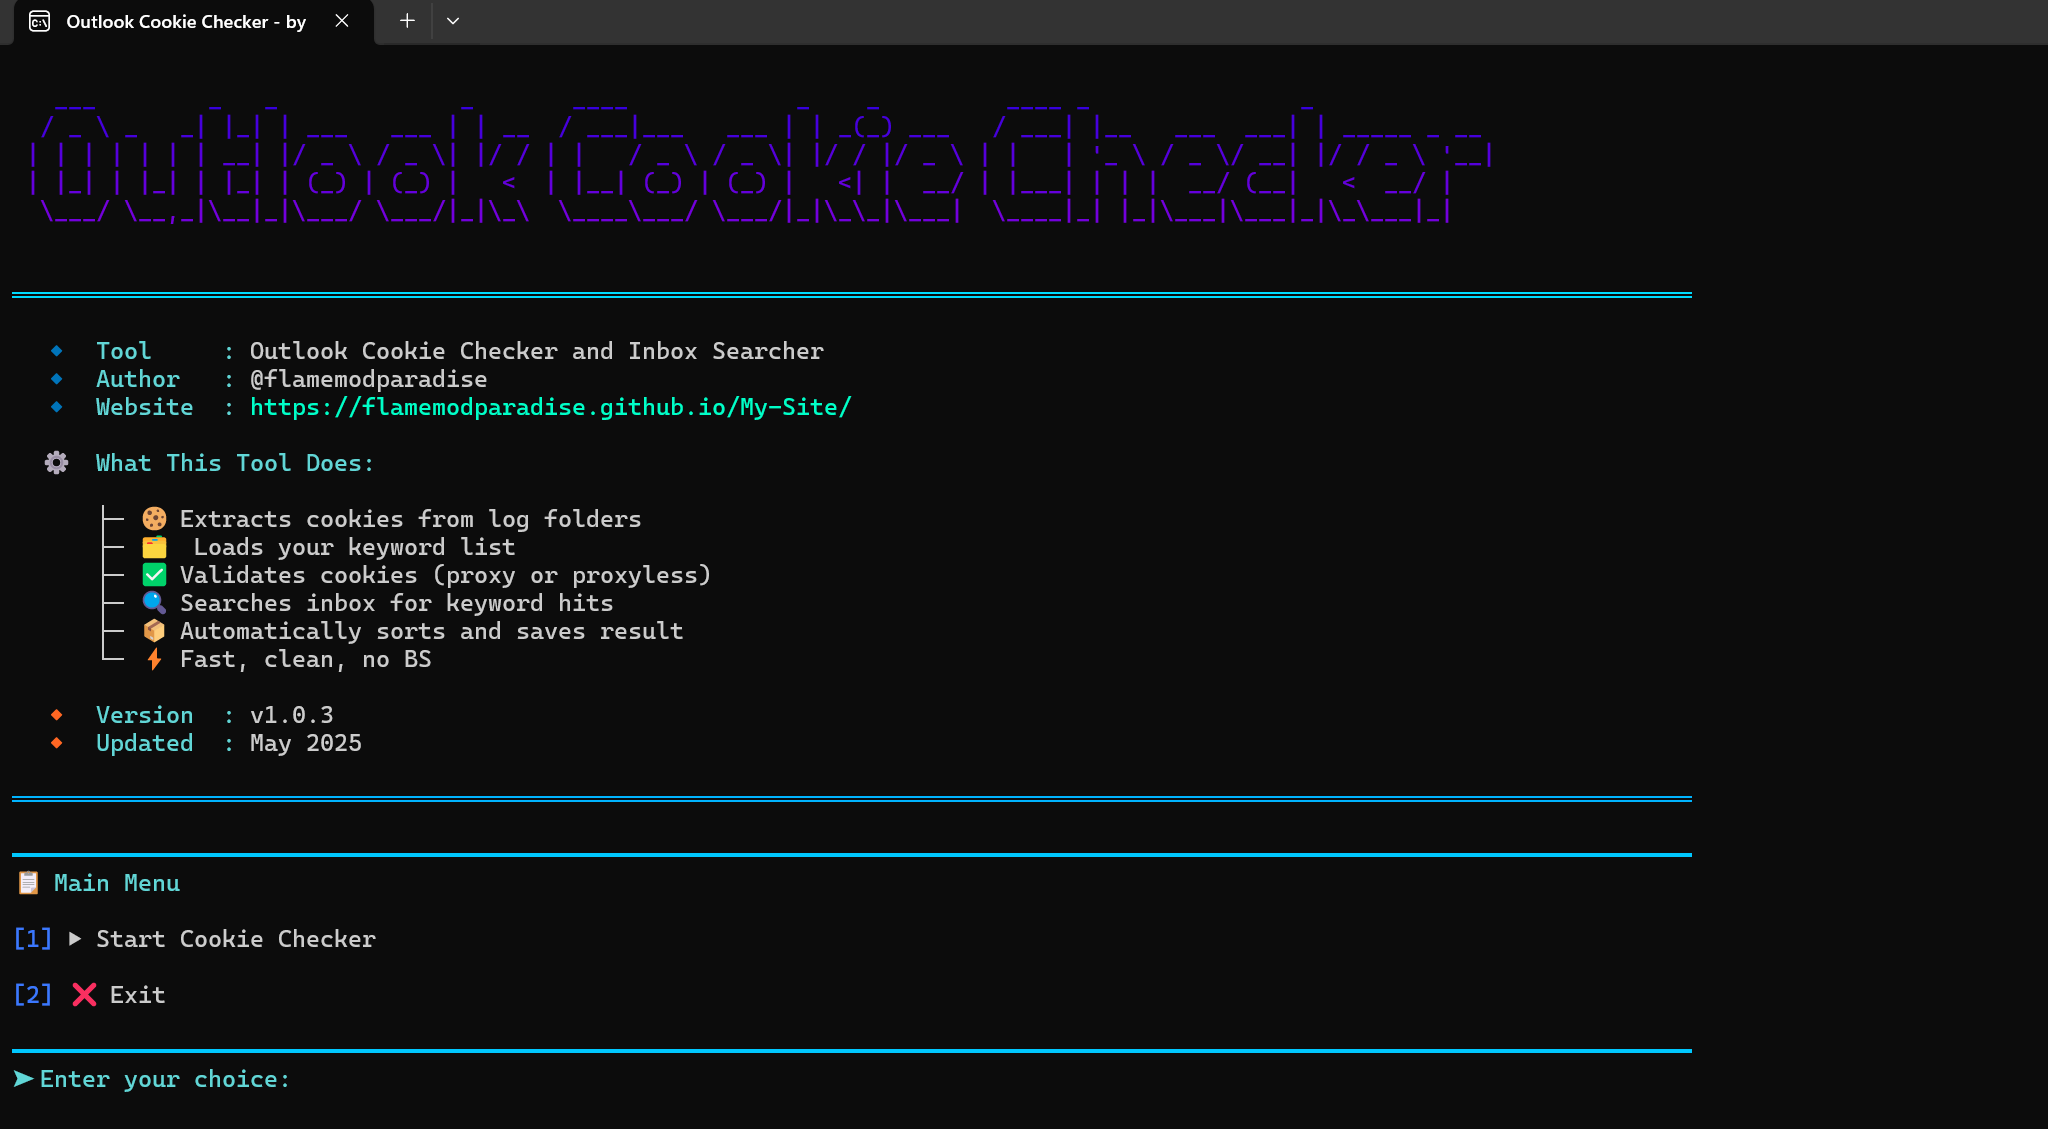 Outlook Cookie Checker - by
Outlook Cookie Checker
Tool : Outlook Cookie Checker and Inbox Searcher
Author : @flamemodparadise
Website : https://flamemodparadise.github.io/My-Site/
What This Tool Does:
Extracts cookies from log folders
Loads your keyword list
Validates cookies (proxy or proxyless)
Searches inbox for keyword hits
Automatically sorts and saves result
Fast, clean, no BS
Version : v1.0.3
Updated : May 2025
Main Menu
[1] ▶ Start Cookie Checker
[2] ❌ Exit
➤ Enter your choice: